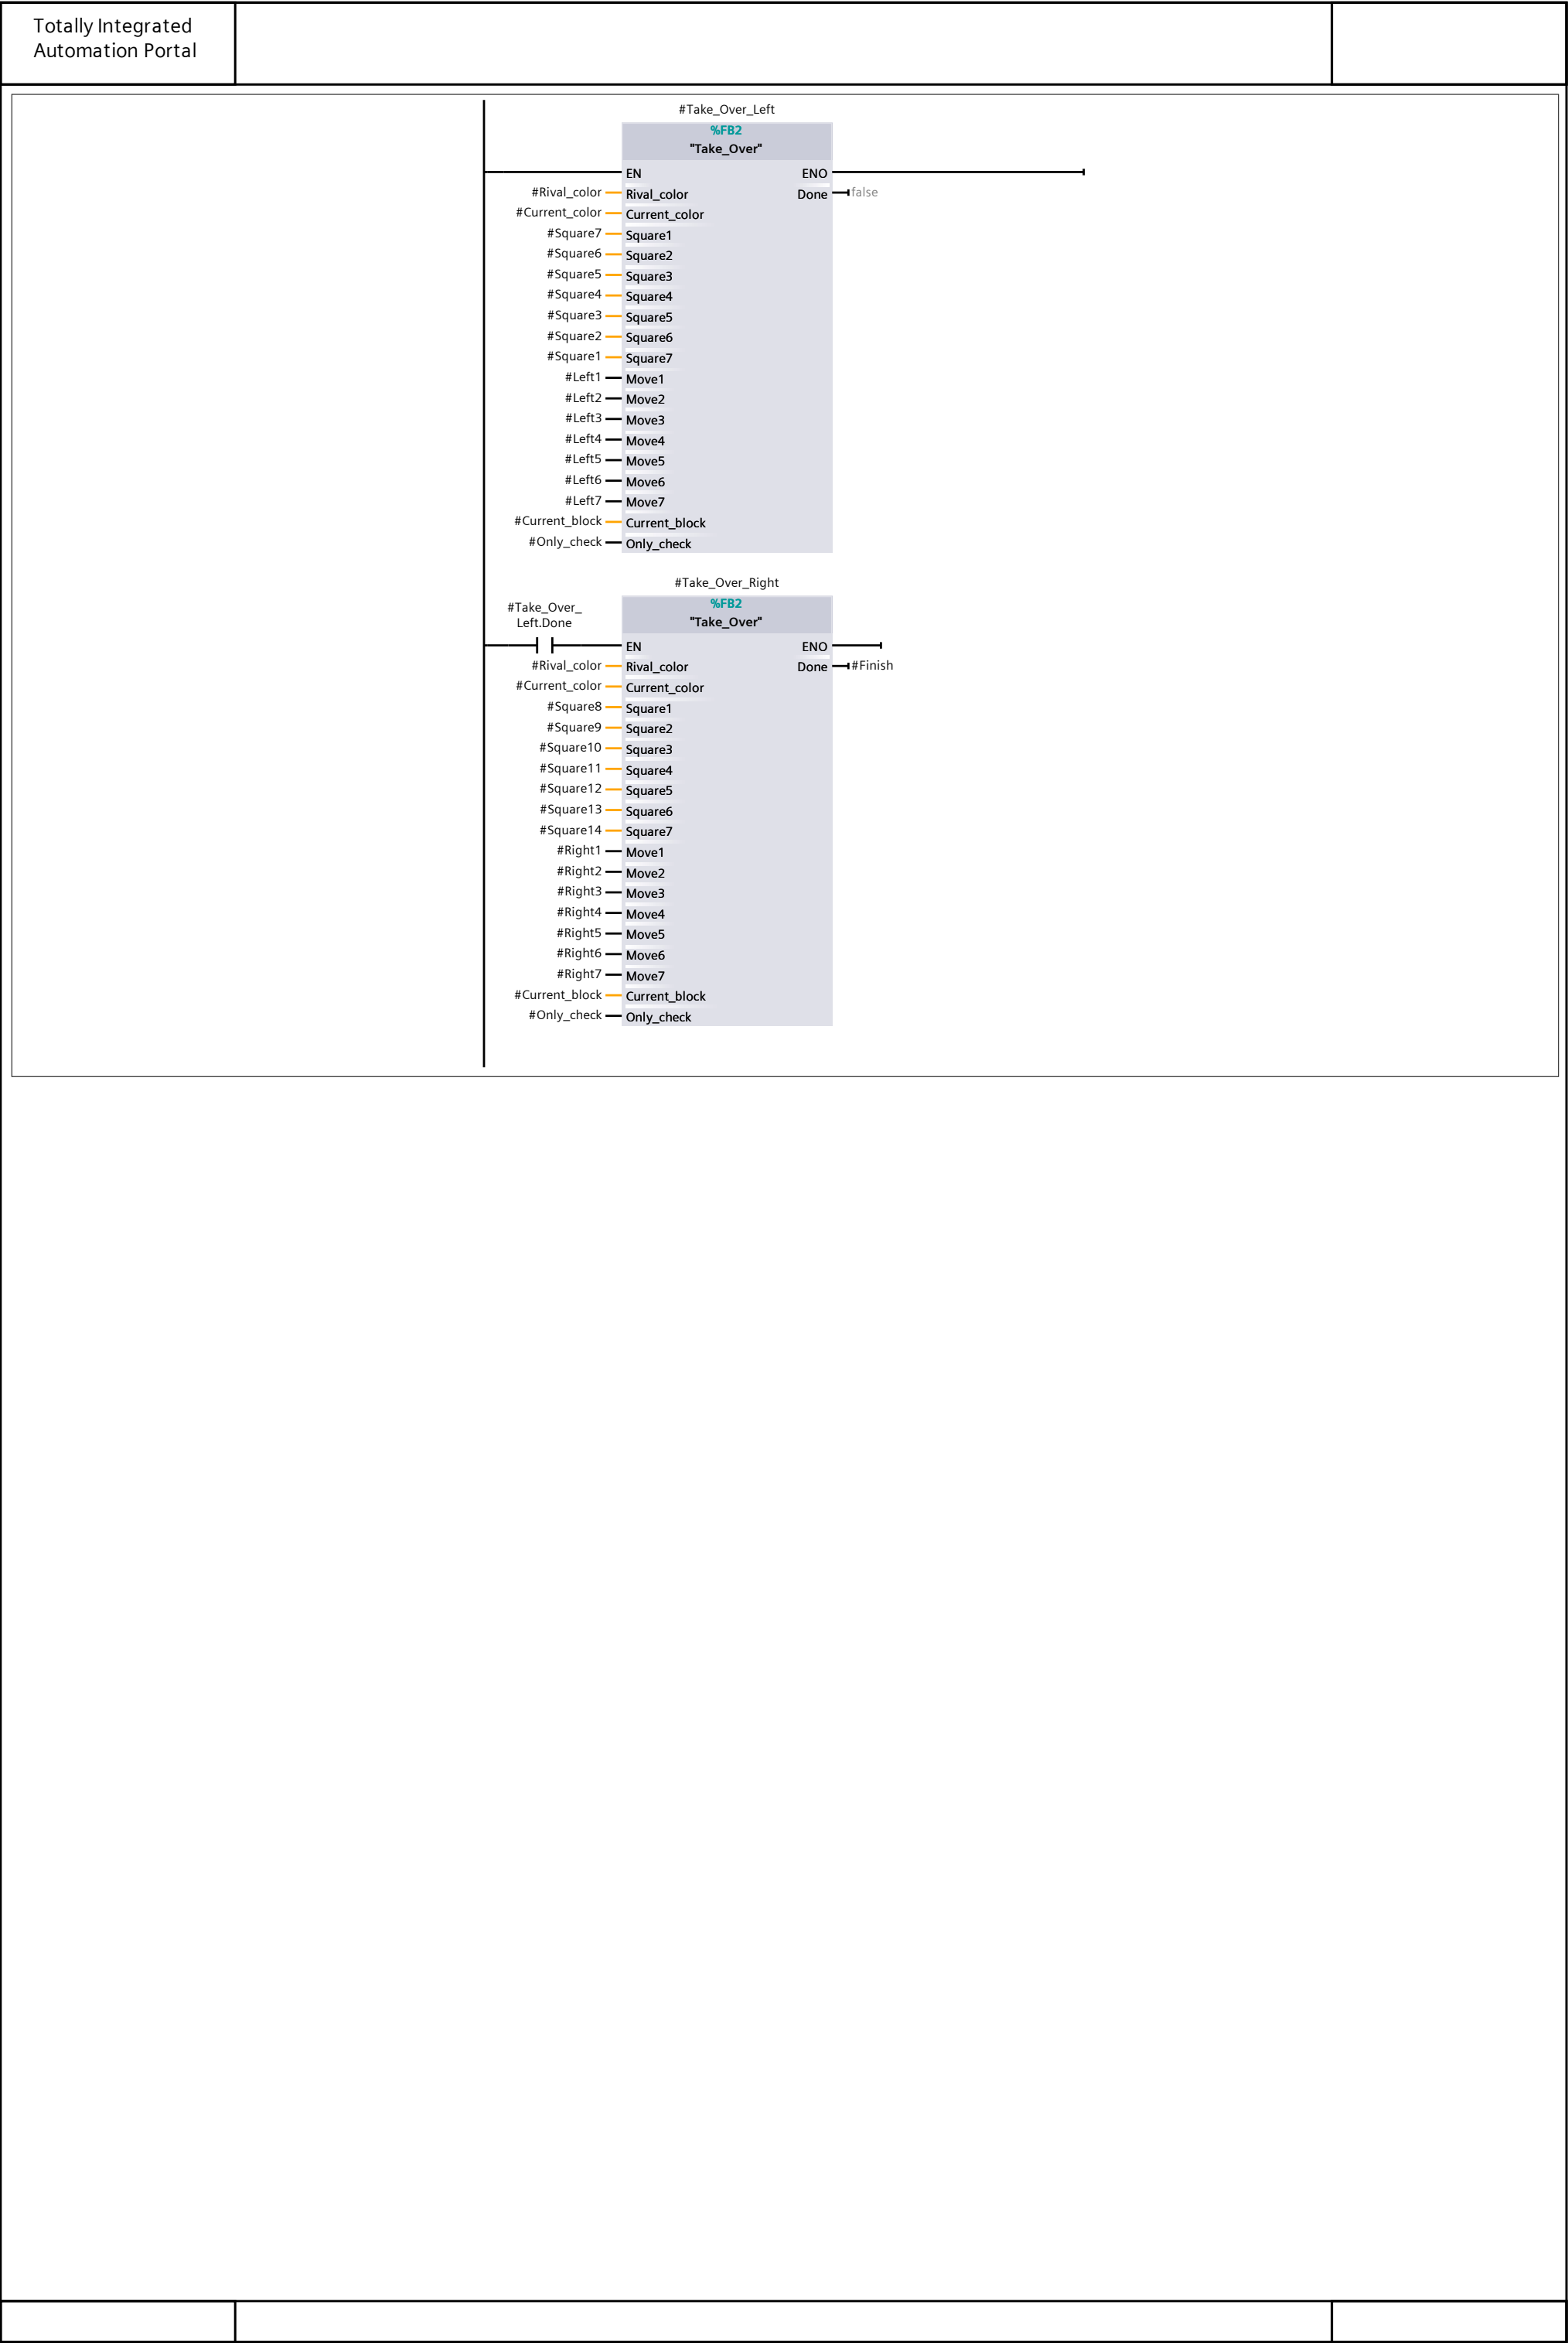 Totally Integrated
Automation Portal
#Take_Over_Left
%FB2
"Take_Over"
EN ENO
#Rival_color Rival_color Done false
#Current_color Current_color
#Square7 Square1
#Square6 Square2
#Square5 Square3
#Square4 Square4
#Square3 Square5
#Square2 Square6
#Square1 Square7
#Left1 Move1
#Left2 Move2
#Left3 Move3
#Left4 Move4
#Left5 Move5
#Left6 Move6
#Left7 Move7
#Current_block Current_block
#Only_check Only_check
#Take_Over_Right
%FB2
"Take_Over"
#Take_Over_
Left.Done
EN ENO
#Rival_color Rival_color Done #Finish
#Current_color Current_color
#Square8 Square1
#Square9 Square2
#Square10 Square3
#Square11 Square4
#Square12 Square5
#Square13 Square6
#Square14 Square7
#Right1 Move1
#Right2 Move2
#Right3 Move3
#Right4 Move4
#Right5 Move5
#Right6 Move6
#Right7 Move7
#Current_block Current_block
#Only_check Only_check